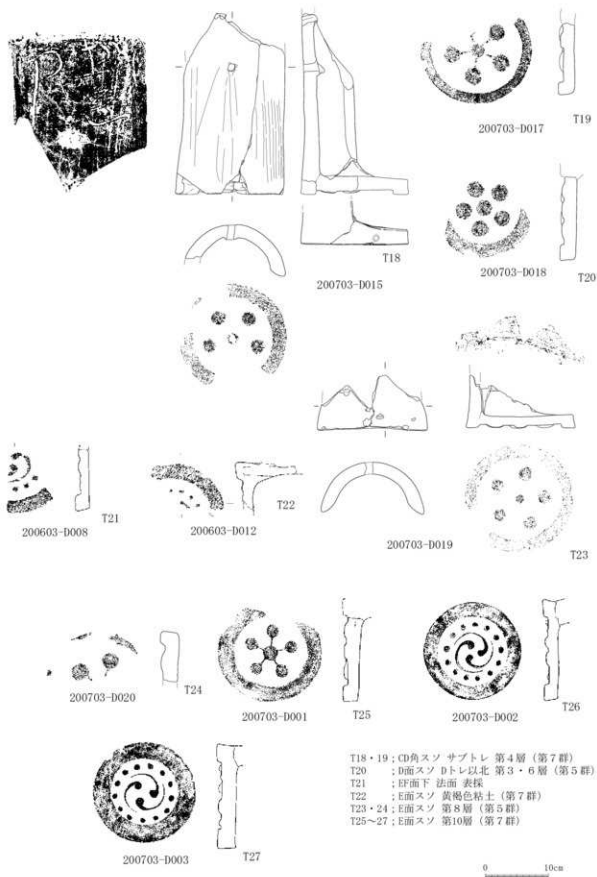 T18
200703-D015
200703-D017
T19
200703-D018
T20
200603-D008
T21
200603-D012
T22
200703-D019
T23
200703-D020
T24
200703-D001
T25
200703-D002
T26
200703-D003
T27
T18・19；CD角スソ サブトレ 第4層（第7群）
T20 ；D面スソ Dトレ以北 第3・6層（第5群）
T21 ；EF面下 法面 表採
T22 ；E面スソ 黄褐色粘土（第7群）
T23・24；E面スソ 第8層（第5群）
T25～27；E面スソ 第10層（第7群）
0 10cm